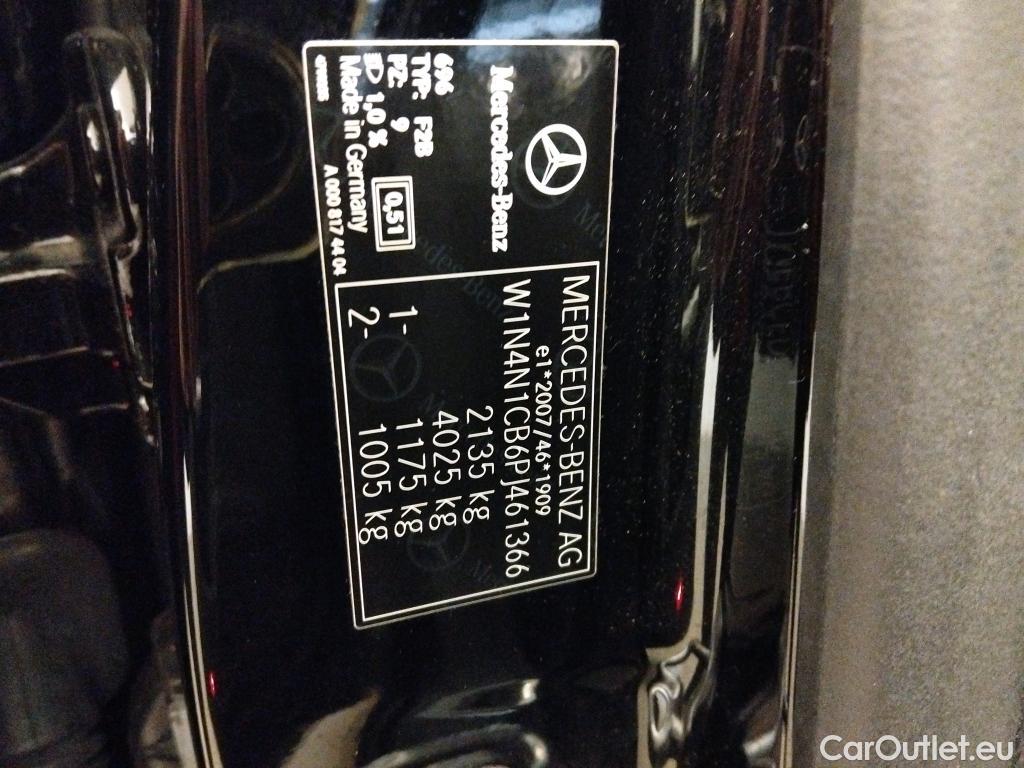 Mercedes-Benz
696
TYP: F2B
PZ: 9
1,0 %
0,51
Made in Germany
A 000 817 44 04
MERCEDES-BENZ AG
e1*2007/46*1909
W1N4N1CB6PJ461366
2135 kg
4025 kg
1- 1175 kg
2- 1005 kg
CarOutlet.eu